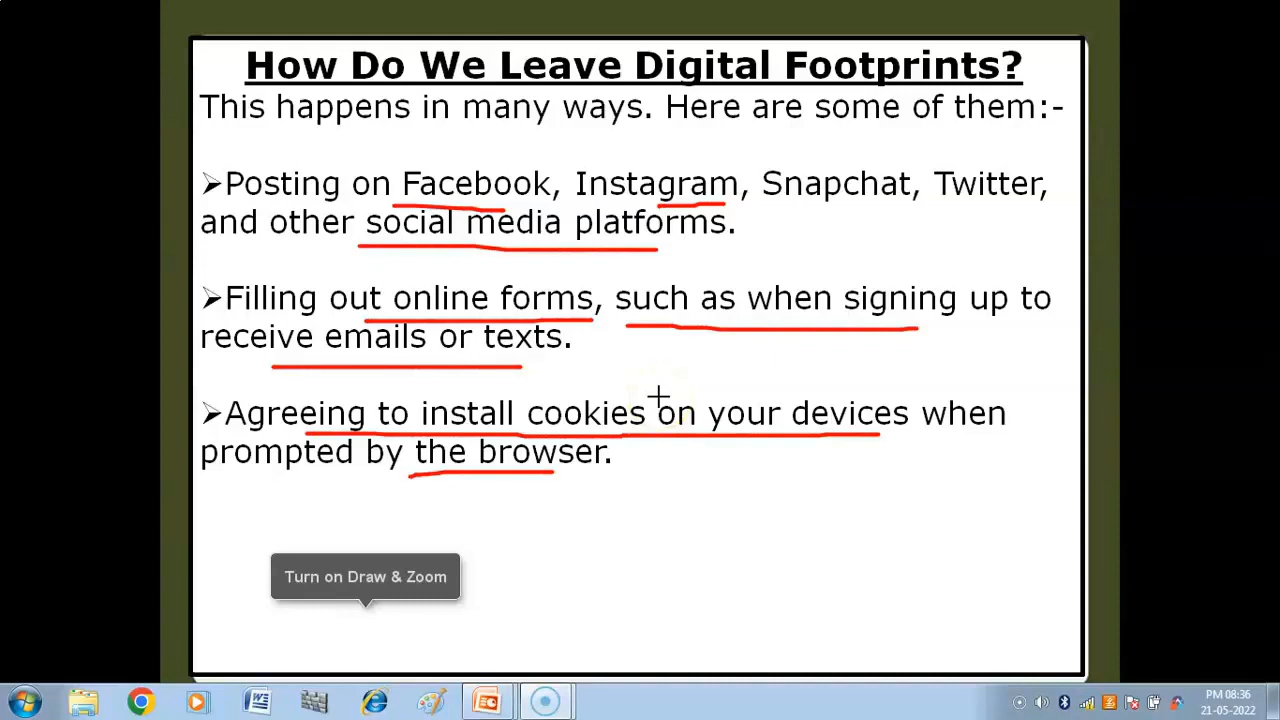 How Do We Leave Digital Footprints?
This happens in many ways. Here are some of them:-
➢Posting on Facebook, Instagram, Snapchat, Twitter,
and other social media platforms.
➢Filling out online forms, such as when signing up to
receive emails or texts.
➢Agreeing to install cookies on your devices when
prompted by the browser.
Turn on Draw & Zoom
PM 08:36
21-05-2022